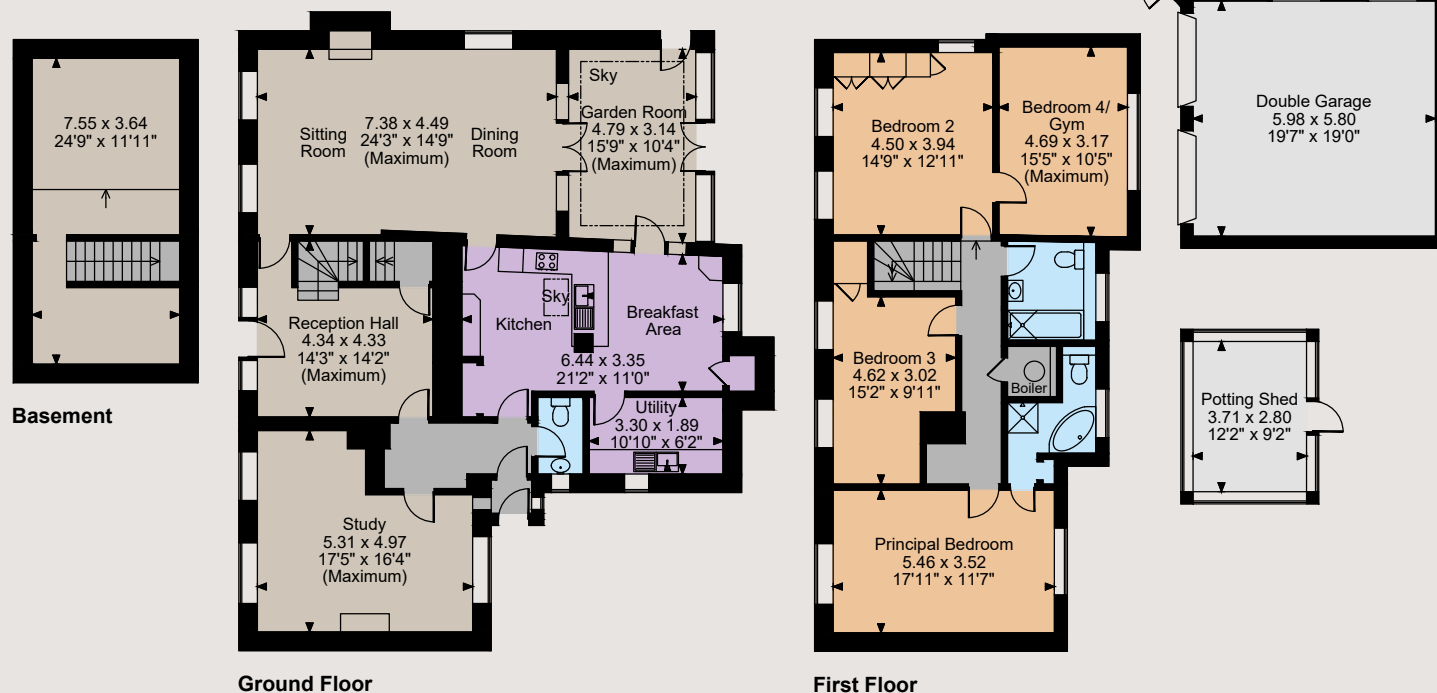 7.55 x 3.64
24'9" x 11'11"
Basement
Sitting
Room
7.38 x 4.49
24'3" x 14'9"
(Maximum)
Dining
Room
Sky
Garden Room
4.79 x 3.14
15'9" x 10'4"
(Maximum)
Reception Hall
4.34 x 4.33
14'3" x 14'2"
(Maximum)
Sky
Kitchen
Breakfast
Area
6.44 x 3.35
21'2" x 11'0"
Utility
3.30 x 1.89
10'10" x 6'2"
Study
5.31 x 4.97
17'5" x 16'4"
(Maximum)
Ground Floor
Bedroom 2
4.50 x 3.94
14'9" x 12'11"
Bedroom 4/
Gym
4.69 x 3.17
15'5" x 10'5"
(Maximum)
Bedroom 3
4.62 x 3.02
15'2" x 9'11"
Boiler
Principal Bedroom
5.46 x 3.52
17'11" x 11'7"
First Floor
Double Garage
5.98 x 5.80
19'7" x 19'0"
Potting Shed
3.71 x 2.80
12'2" x 9'2"